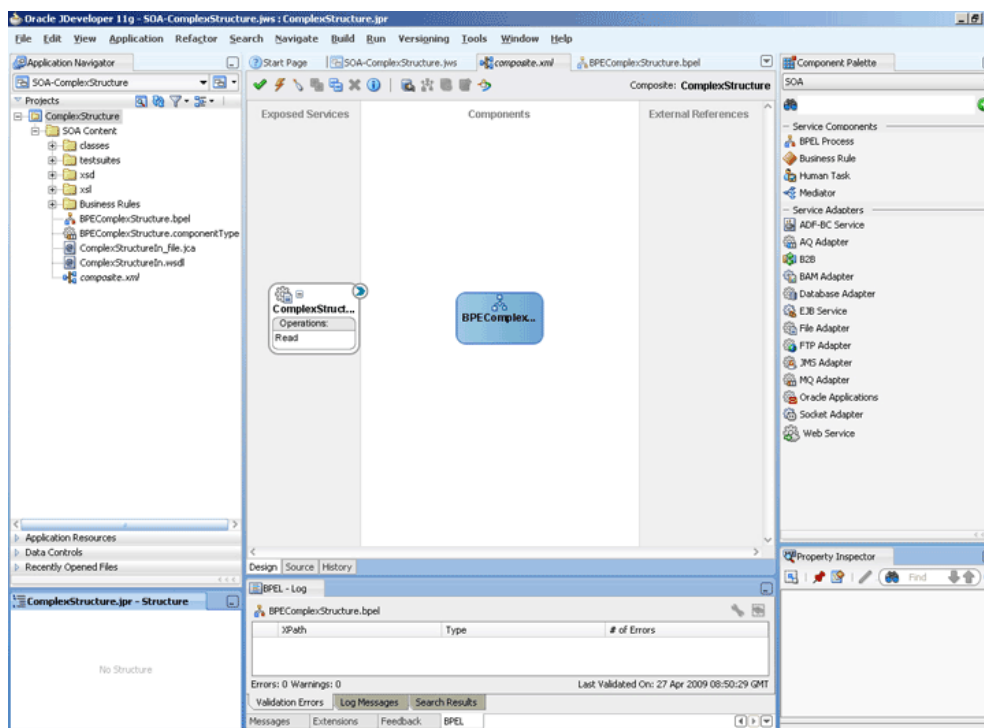 Oracle JDeveloper 11g - SOA-ComplexStructure.jws : ComplexStructure.jpr
File Edit View Application Refactor Search Navigate Build Run Versioning Tools Window Help
Application Navigator
SOA-ComplexStructure
Projects
ComplexStructure
SOA Content
classes
testsuites
xsd
xsl
Business Rules
BPEComplexStructure.bpel
BPEComplexStructure.componentType
ComplexStructureIn_file.jca
ComplexStructureIn.wsdl
composite.xml
Application Resources
Data Controls
Recently Opened Files
ComplexStructure.jpr - Structure
No Structure
Start Page SOA-ComplexStructure.jws composite.xml BPEComplexStructure.bpel
Composite: ComplexStructure
Exposed Services Components External References
ComplexStruct...
Operations:
Read
BPEComplex...
Design Source History
BPEL - Log
BPEComplexStructure.bpel
XPath Type # of Errors
Errors: 0 Warnings: 0 Last Validated On: 27 Apr 2009 08:50:29 GMT
Validation Errors Log Messages Search Results
Messages Extensions Feedback BPEL
Component Palette
SOA
Service Components
BPEL Process
Business Rule
Human Task
Mediator
Service Adapters
ADF-BC Service
AQ Adapter
B2B
BAM Adapter
Database Adapter
EJB Service
File Adapter
FTP Adapter
JMS Adapter
MQ Adapter
Oracle Applications
Socket Adapter
Web Service
Property Inspector
Find